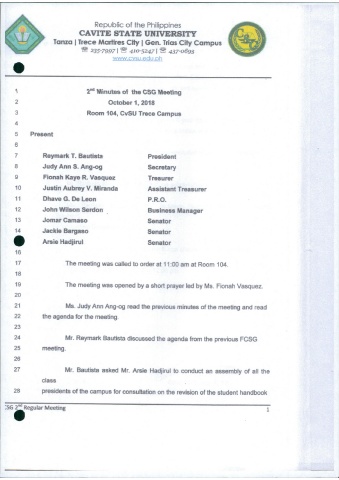 Republic of the Philippines
CAVITE STATE UNIVERSITY
Tanza | Trece Martires City | Gen. Trias City Campus
☏ 235-7997 | ☏ 410-5247 | ☏ 437-0693
www.cvsu.edu.ph
1 2nd Minutes of the CSG Meeting
2 October 1, 2018
3 Room 104, CvSU Trece Campus
4
5 Present
6
7 Reymark T. Bautista President
8 Judy Ann S. Ang-og Secretary
9 Fionah Kaye R. Vasquez Tresurer
10 Justin Aubrey V. Miranda Assistant Treasurer
11 Dhave G. De Leon P.R.O.
12 John Wilson Serdon Business Manager
13 Jomar Camaso Senator
14 Jackie Bargaso Senator
Arsie Hadjirul Senator
16
17 The meeting was called to order at 11:00 am at Room 104.
18
19 The meeting was opened by a short prayer led by Ms. Fionah Vasquez.
20
21 Ms. Judy Ann Ang-og read the previous minutes of the meeting and read
22 the agenda for the meeting.
23
24 Mr. Reymark Bautista discussed the agenda from the previous FCSG
25 meeting.
26
27 Mr. Bautista asked Mr. Arsie Hadjirul to conduct an assembly of all the
class
28 presidents of the campus for consultation on the revision of the student handbook
SG 2nd Regular Meeting 1